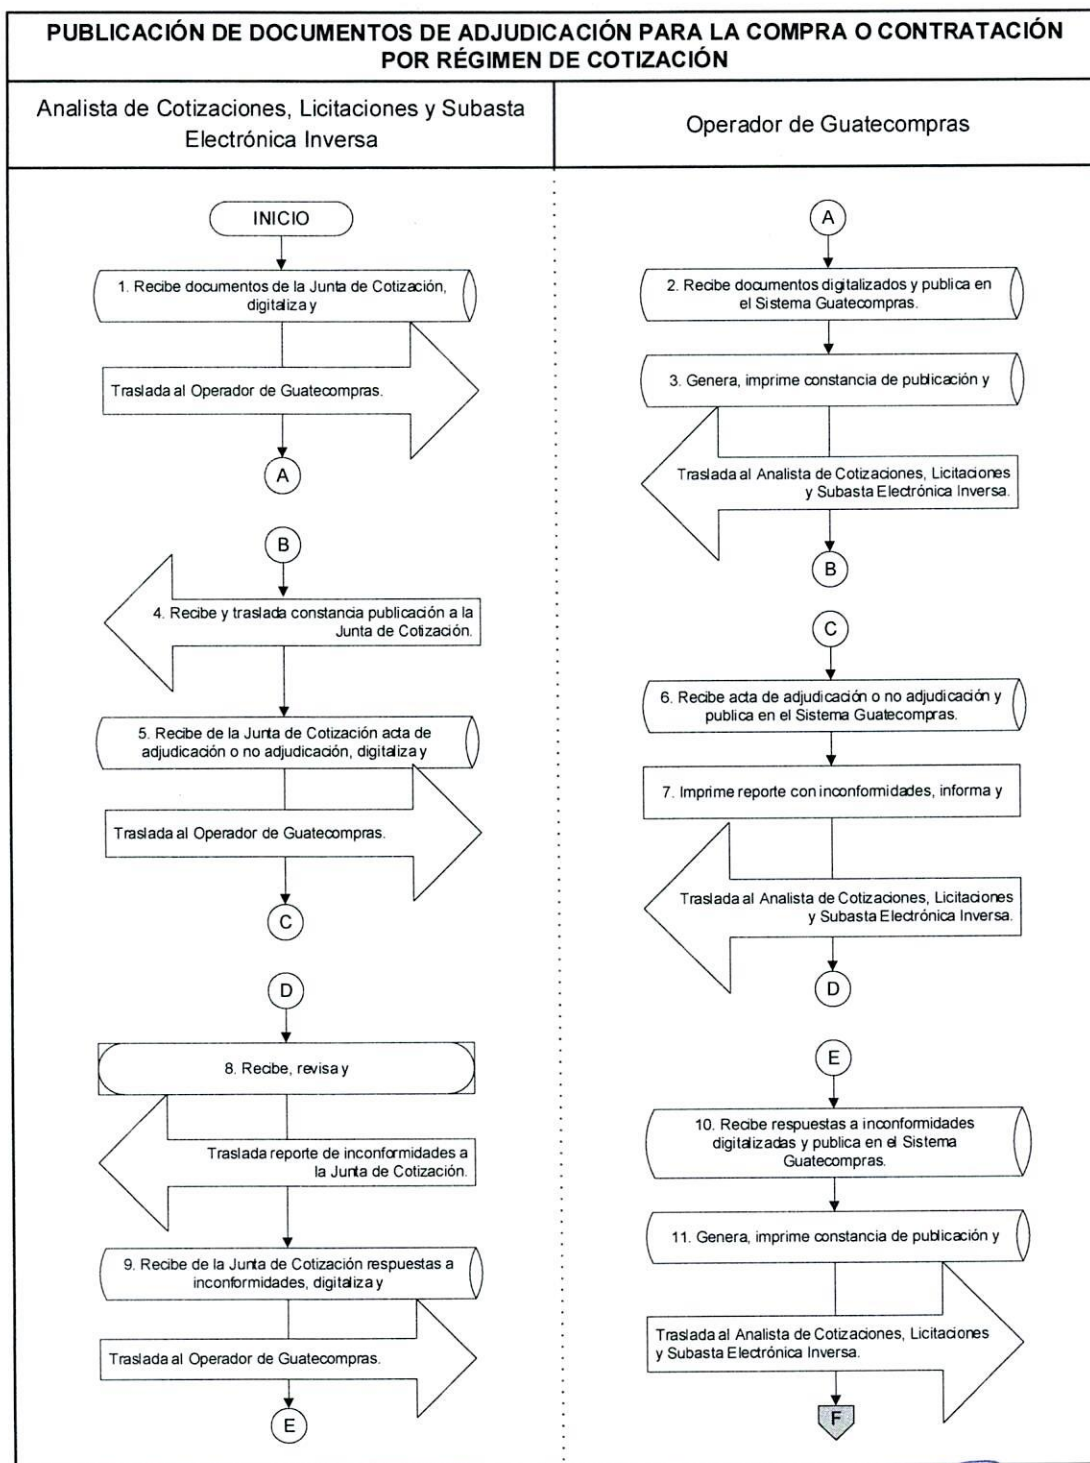 PUBLICACIÓN DE DOCUMENTOS DE ADJUDICACIÓN PARA LA COMPRA O CONTRATACIÓN
POR RÉGIMEN DE COTIZACIÓN
Analista de Cotizaciones, Licitaciones y Subasta
Electrónica Inversa
Operador de Guatecompras
INICIO
1. Recibe documentos de la Junta de Cotización,
digitaliza y
Traslada al Operador de Guatecompras.
A
B
4. Recibe y traslada constancia publicación a la
Junta de Cotización.
5. Recibe de la Junta de Cotización acta de
adjudicación o no adjudicación, digitaliza y
Traslada al Operador de Guatecompras.
C
D
8. Recibe, revisa y
Traslada reporte de inconformidades a
la Junta de Cotización.
9. Recibe de la Junta de Cotización respuestas a
inconformidades, digitaliza y
Traslada al Operador de Guatecompras.
E
A
2. Recibe documentos digitalizados y publica en
el Sistema Guatecompras.
3. Genera, imprime constancia de publicación y
Traslada al Analista de Cotizaciones, Licitaciones
y Subasta Electrónica Inversa.
B
C
6. Recibe acta de adjudicación o no adjudicación y
publica en el Sistema Guatecompras.
7. Imprime reporte con inconformidades, informa y
Traslada al Analista de Cotizaciones, Licitaciones
y Subasta Electrónica Inversa.
D
E
10. Recibe respuestas a inconformidades
digitalizadas y publica en el Sistema
Guatecompras.
11. Genera, imprime constancia de publicación y
Traslada al Analista de Cotizaciones, Licitaciones
y Subasta Electrónica Inversa.
F